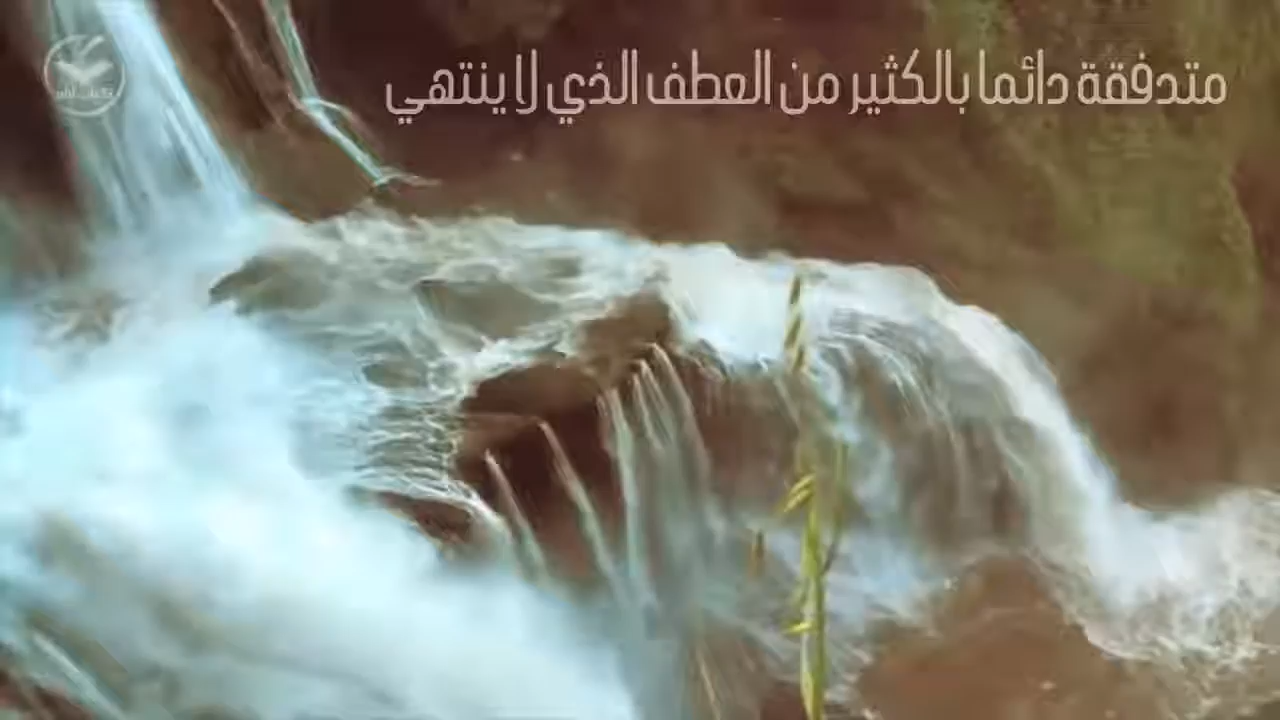 متدفقة دائما بالكثير من العطف الذي لا ينتهي